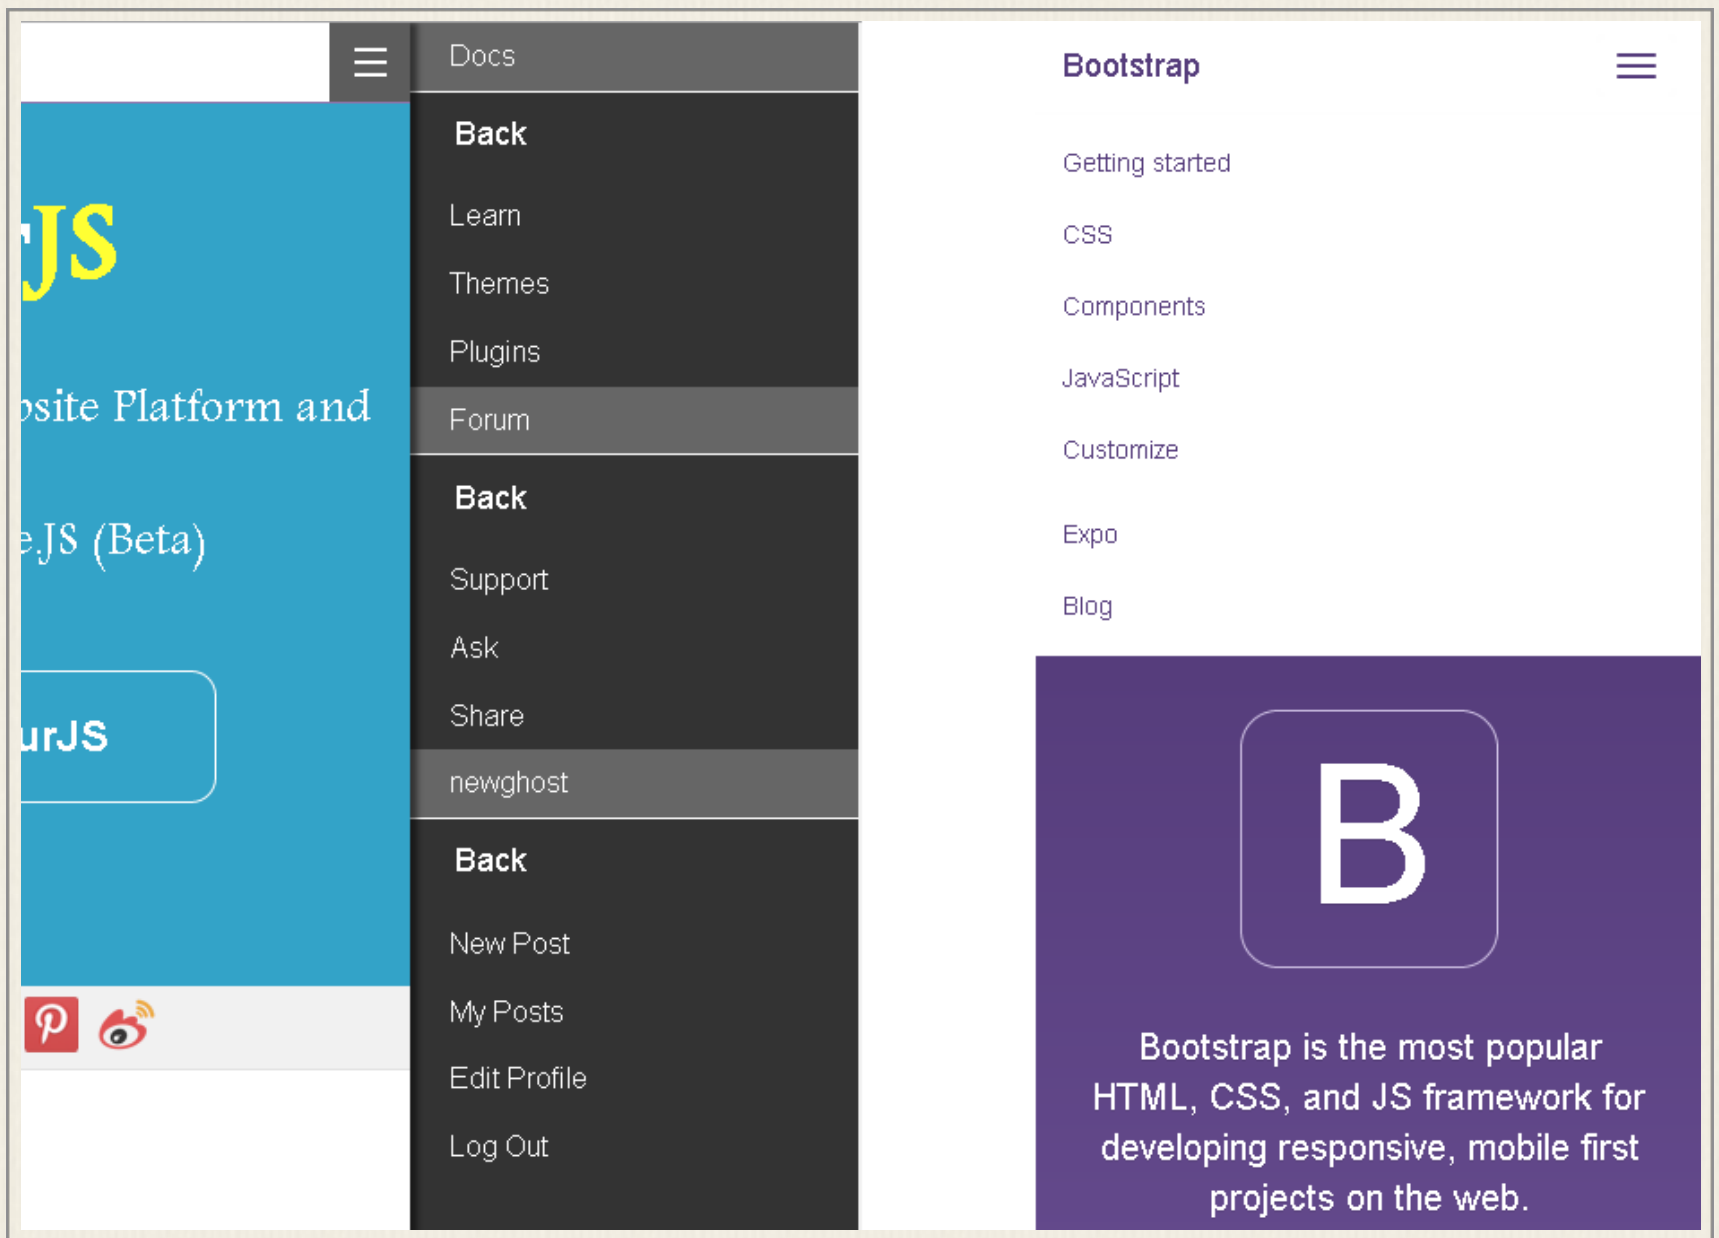 JS
site Platform and
e.JS (Beta)
urJS
Docs
Back
Learn
Themes
Plugins
Forum
Back
Support
Ask
Share
newghost
Back
New Post
My Posts
Edit Profile
Log Out
Bootstrap
Getting started
CSS
Components
JavaScript
Customize
Expo
Blog
B
Bootstrap is the most popular
HTML, CSS, and JS framework for
developing responsive, mobile first
projects on the web.